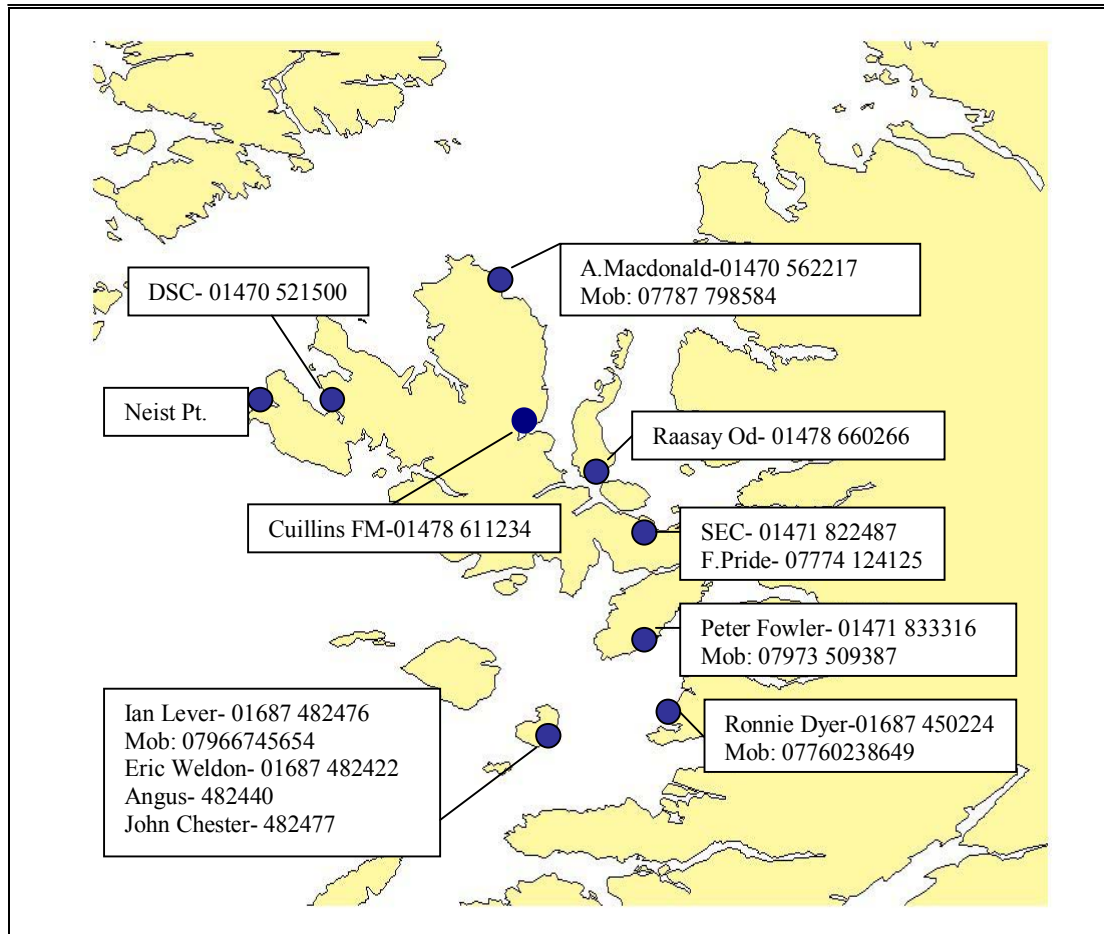 A.Macdonald-01470 562217
Mob: 07787 798584
DSC- 01470 521500
Neist Pt.
Raasay Od- 01478 660266
Cuillins FM-01478 611234
SEC- 01471 822487
F.Pride- 07774 124125
Peter Fowler- 01471 833316
Mob: 07973 509387
Ian Lever- 01687 482476
Mob: 07966745654
Eric Weldon- 01687 482422
Angus- 482440
John Chester- 482477
Ronnie Dyer-01687 450224
Mob: 07760238649